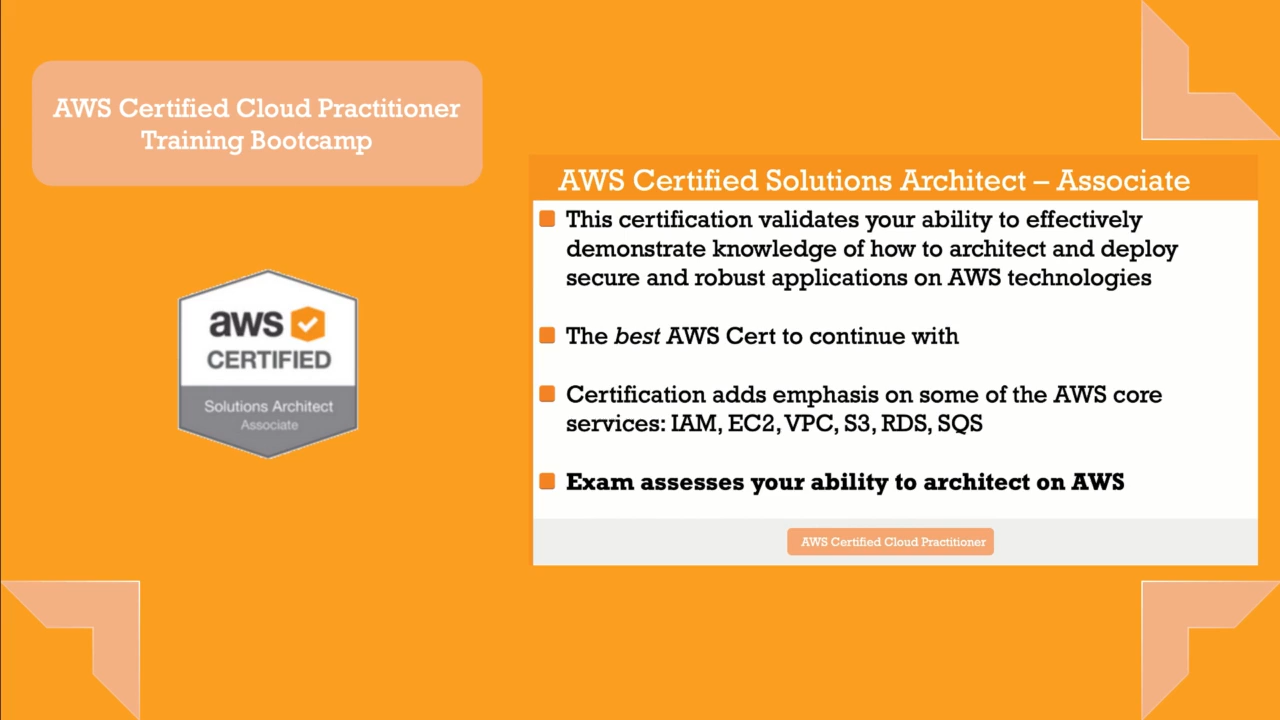 AWS Certified Cloud Practitioner
Training Bootcamp
aws
CERTIFIED
Solutions Architect
Associate
AWS Certified Solutions Architect – Associate
This certification validates your ability to effectively
demonstrate knowledge of how to architect and deploy
secure and robust applications on AWS technologies
The best AWS Cert to continue with
Certification adds emphasis on some of the AWS core
services: IAM, EC2, VPC, S3, RDS, SQS
Exam assesses your ability to architect on AWS
AWS Certified Cloud Practitioner